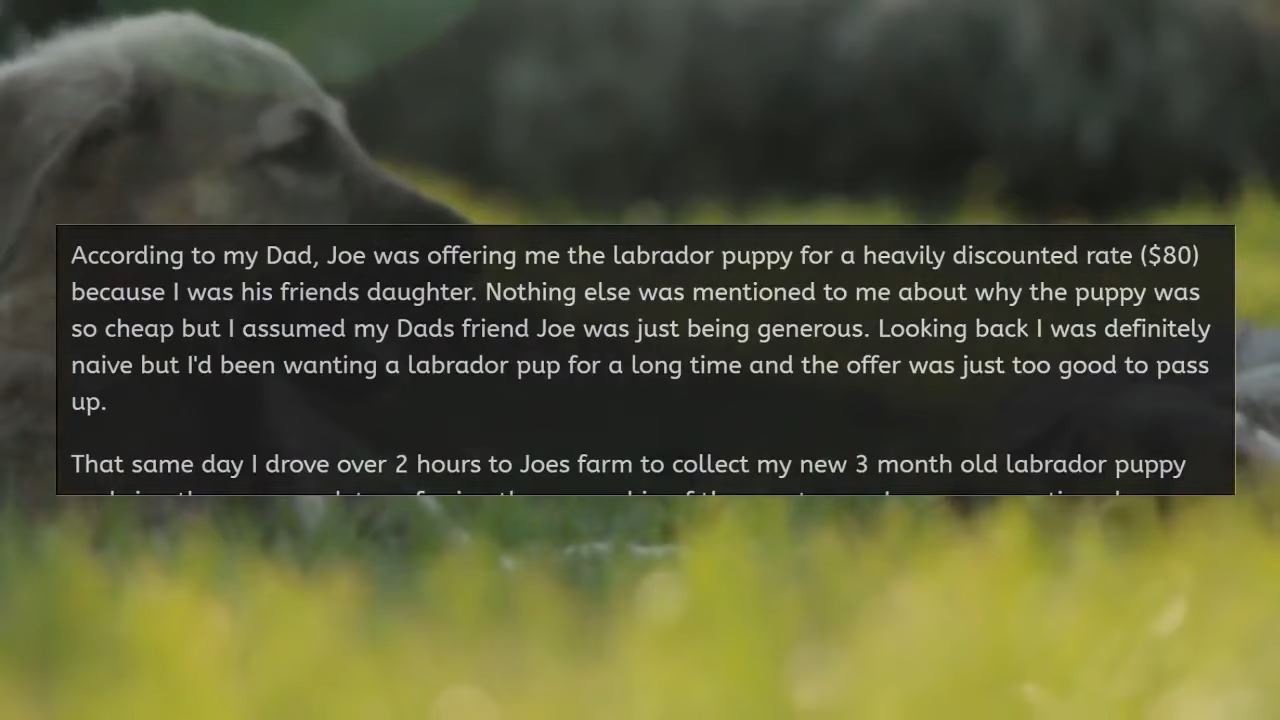 According to my Dad, Joe was offering me the labrador puppy for a heavily discounted rate ($80)
because I was his friends daughter. Nothing else was mentioned to me about why the puppy was
so cheap but I assumed my Dads friend Joe was just being generous. Looking back I was definitely
naive but I'd been wanting a labrador pup for a long time and the offer was just too good to pass
up.
That same day I drove over 2 hours to Joes farm to collect my new 3 month old labrador puppy